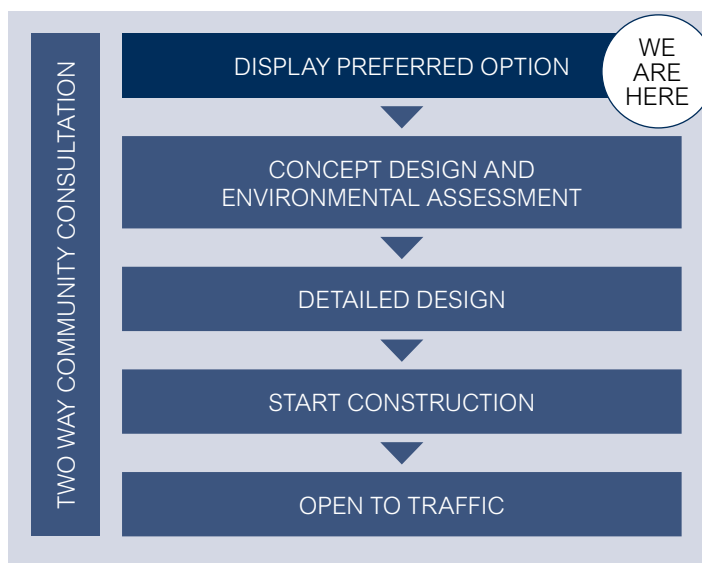 TWO WAY COMMUNITY CONSULTATION
DISPLAY PREFERRED OPTION
WE
ARE
HERE
CONCEPT DESIGN AND
ENVIRONMENTAL ASSESSMENT
DETAILED DESIGN
START CONSTRUCTION
OPEN TO TRAFFIC